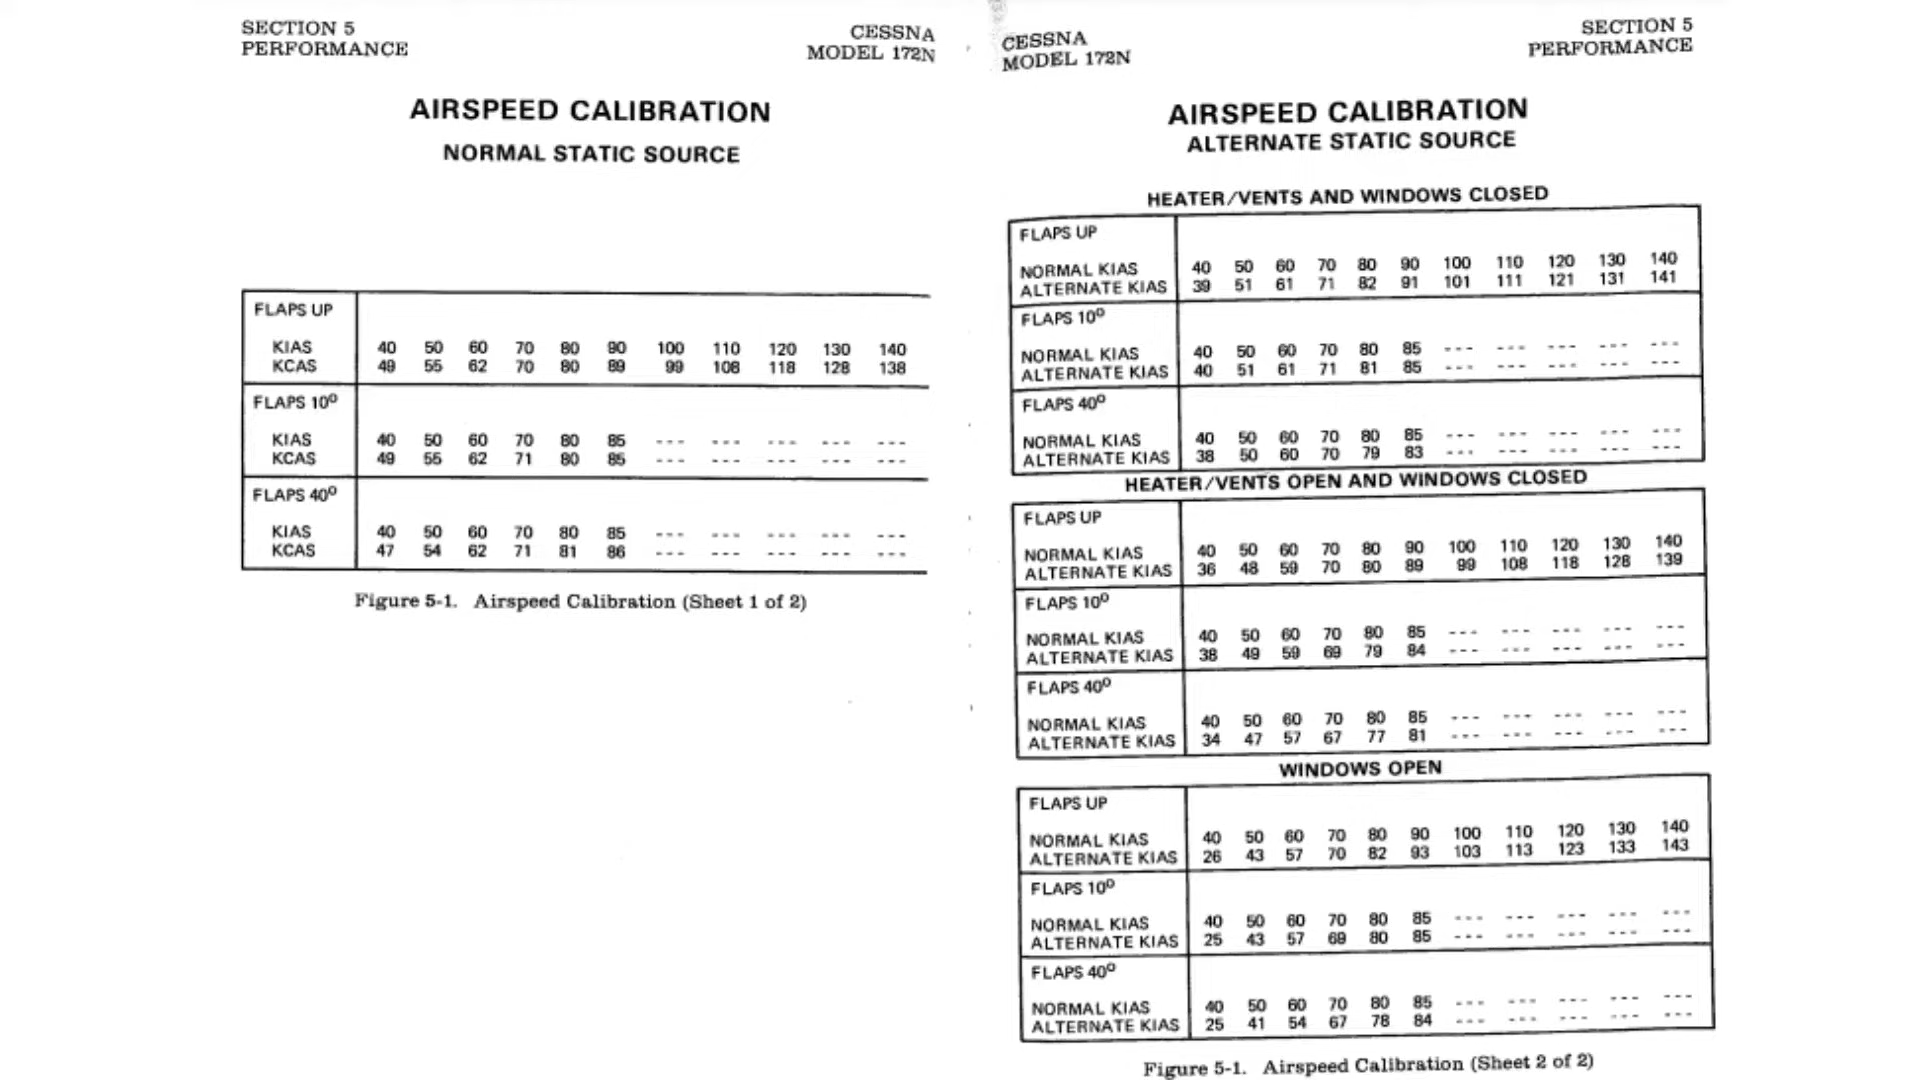 SECTION 5
PERFORMANCE
CESSNA
MODEL 172N
AIRSPEED CALIBRATION
NORMAL STATIC SOURCE
FLAPS UP
KIAS 40 50 60 70 80 90 100 110 120 130 140
KCAS 49 55 62 70 80 89 99 108 118 128 138
FLAPS 10⁰
KIAS 40 50 60 70 80 85 --- --- --- --- ---
KCAS 49 55 62 71 80 85 --- --- --- --- ---
FLAPS 40⁰
KIAS 40 50 60 70 80 85 --- --- --- --- ---
KCAS 47 54 62 71 81 86 --- --- --- --- ---
Figure 5-1. Airspeed Calibration (Sheet 1 of 2)
CESSNA
MODEL 172N
SECTION 5
PERFORMANCE
AIRSPEED CALIBRATION
ALTERNATE STATIC SOURCE
HEATER/VENTS AND WINDOWS CLOSED
FLAPS UP
NORMAL KIAS 40 50 60 70 80 90 100 110 120 130 140
ALTERNATE KIAS 39 51 61 71 82 91 101 111 121 131 141
FLAPS 10⁰
NORMAL KIAS 40 50 60 70 80 85 --- --- --- --- ---
ALTERNATE KIAS 40 51 61 71 81 85 --- --- --- --- ---
FLAPS 40⁰
NORMAL KIAS 40 50 60 70 80 85 --- --- --- --- ---
ALTERNATE KIAS 38 50 60 70 79 83 --- --- --- --- ---
HEATER/VENTS OPEN AND WINDOWS CLOSED
FLAPS UP
NORMAL KIAS 40 50 60 70 80 90 100 110 120 130 140
ALTERNATE KIAS 36 48 59 70 80 89 99 108 118 128 139
FLAPS 10⁰
NORMAL KIAS 40 50 60 70 80 85 --- --- --- --- ---
ALTERNATE KIAS 38 49 59 69 79 84 --- --- --- --- ---
FLAPS 40⁰
NORMAL KIAS 40 50 60 70 80 85 --- --- --- --- ---
ALTERNATE KIAS 34 47 57 67 77 81 --- --- --- --- ---
WINDOWS OPEN
FLAPS UP
NORMAL KIAS 40 50 60 70 80 90 100 110 120 130 140
ALTERNATE KIAS 26 43 57 70 82 93 103 113 123 133 143
FLAPS 10⁰
NORMAL KIAS 40 50 60 70 80 85 --- --- --- --- ---
ALTERNATE KIAS 25 43 57 69 80 85 --- --- --- --- ---
FLAPS 40⁰
NORMAL KIAS 40 50 60 70 80 85 --- --- --- --- ---
ALTERNATE KIAS 25 41 54 67 78 84 --- --- --- --- ---
Figure 5-1. Airspeed Calibration (Sheet 2 of 2)